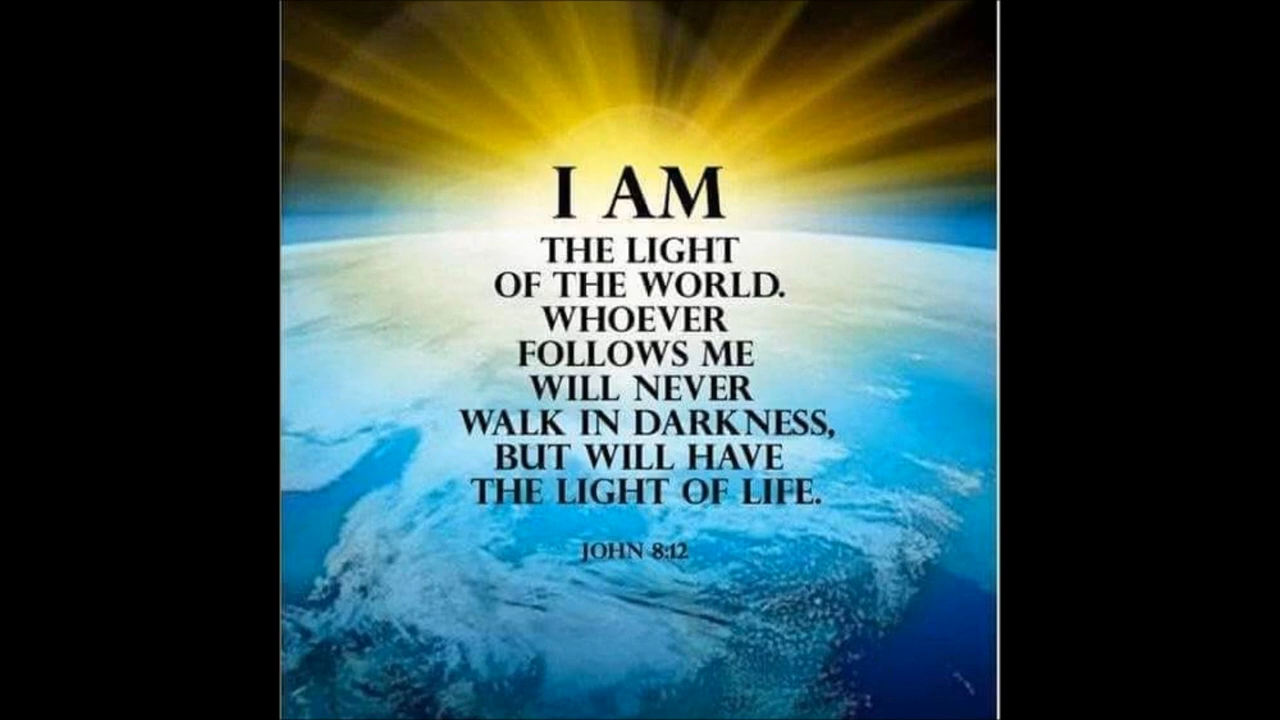 I AM
THE LIGHT
OF THE WORLD.
WHOEVER
FOLLOWS ME
WILL NEVER
WALK IN DARKNESS,
BUT WILL HAVE
THE LIGHT OF LIFE.
JOHN 8:12